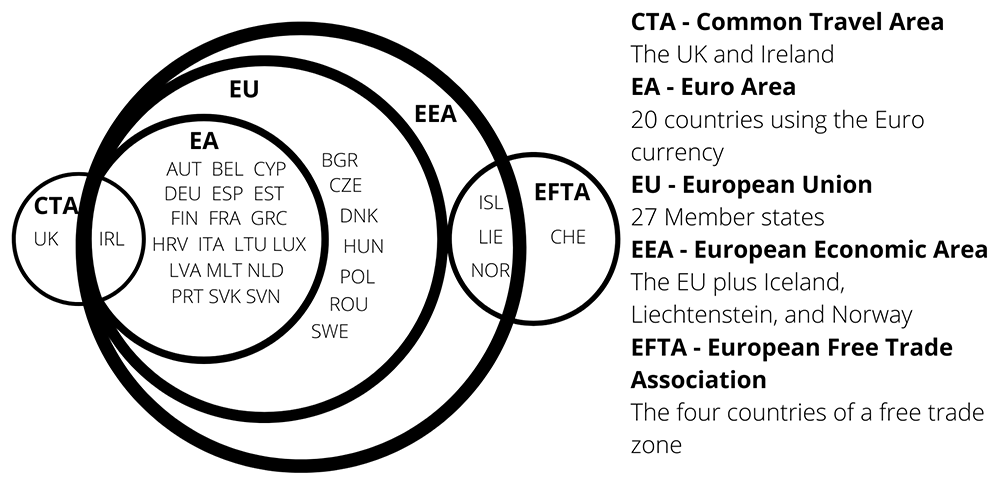 EU
EEA
EA
AUT BEL CYP
DEU ESP EST
FIN FRA GRC
HRV ITA LTU LUX
LVA MLT NLD
PRT SVK SVN
BGR
CZE
DNK
HUN
POL
ROU
SWE
CTA
UK
IRL
EFTA
ISL
LIE
NOR
CHE
CTA - Common Travel Area
The UK and Ireland
EA - Euro Area
20 countries using the Euro
currency
EU - European Union
27 Member states
EEA - European Economic Area
The EU plus Iceland,
Liechtenstein, and Norway
EFTA - European Free Trade
Association
The four countries of a free trade
zone